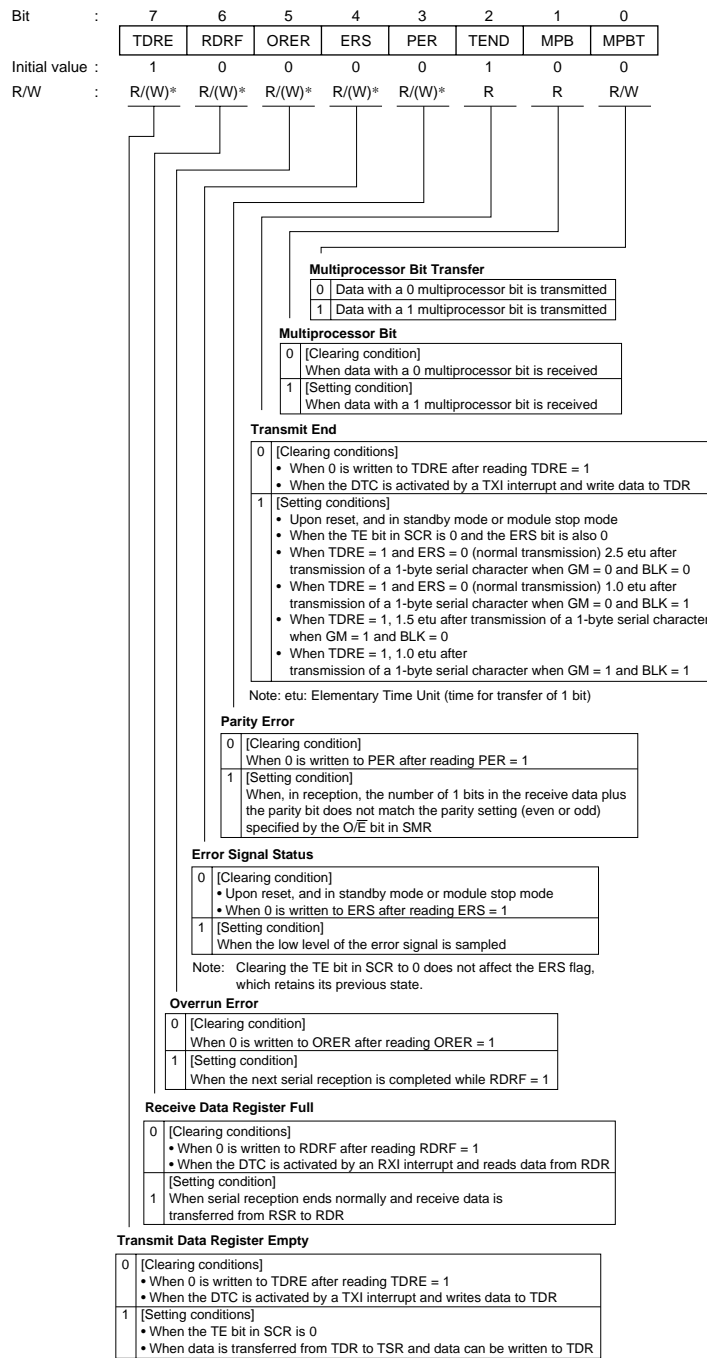 Bit : 7 6 5 4 3 2 1 0
TDRE RDRF ORER ERS PER TEND MPB MPBT
Initial value : 1 0 0 0 0 1 0 0
R/W : R/(W)* R/(W)* R/(W)* R/(W)* R/(W)* R R R/W
Multiprocessor Bit Transfer
0 Data with a 0 multiprocessor bit is transmitted
1 Data with a 1 multiprocessor bit is transmitted
Multiprocessor Bit
0 [Clearing condition]
When data with a 0 multiprocessor bit is received
1 [Setting condition]
When data with a 1 multiprocessor bit is received
Transmit End
0 [Clearing conditions]
• When 0 is written to TDRE after reading TDRE = 1
• When the DTC is activated by a TXI interrupt and write data to TDR
1 [Setting conditions]
• Upon reset, and in standby mode or module stop mode
• When the TE bit in SCR is 0 and the ERS bit is also 0
• When TDRE = 1 and ERS = 0 (normal transmission) 2.5 etu after
transmission of a 1-byte serial character when GM = 0 and BLK = 0
• When TDRE = 1 and ERS = 0 (normal transmission) 1.0 etu after
transmission of a 1-byte serial character when GM = 0 and BLK = 1
• When TDRE = 1, 1.5 etu after transmission of a 1-byte serial character
when GM = 1 and BLK = 0
• When TDRE = 1, 1.0 etu after
transmission of a 1-byte serial character when GM = 1 and BLK = 1
Note: etu: Elementary Time Unit (time for transfer of 1 bit)
Parity Error
0 [Clearing condition]
When 0 is written to PER after reading PER = 1
1 [Setting condition]
When, in reception, the number of 1 bits in the receive data plus
the parity bit does not match the parity setting (even or odd)
specified by the O/E̅ bit in SMR
Error Signal Status
0 [Clearing condition]
• Upon reset, and in standby mode or module stop mode
• When 0 is written to ERS after reading ERS = 1
1 [Setting condition]
When the low level of the error signal is sampled
Note: Clearing the TE bit in SCR to 0 does not affect the ERS flag,
which retains its previous state.
Overrun Error
0 [Clearing condition]
When 0 is written to ORER after reading ORER = 1
1 [Setting condition]
When the next serial reception is completed while RDRF = 1
Receive Data Register Full
0 [Clearing conditions]
• When 0 is written to RDRF after reading RDRF = 1
• When the DTC is activated by an RXI interrupt and reads data from RDR
[Setting condition]
1 When serial reception ends normally and receive data is
transferred from RSR to RDR
Transmit Data Register Empty
0 [Clearing conditions]
• When 0 is written to TDRE after reading TDRE = 1
• When the DTC is activated by a TXI interrupt and writes data to TDR
1 [Setting conditions]
• When the TE bit in SCR is 0
• When data is transferred from TDR to TSR and data can be written to TDR